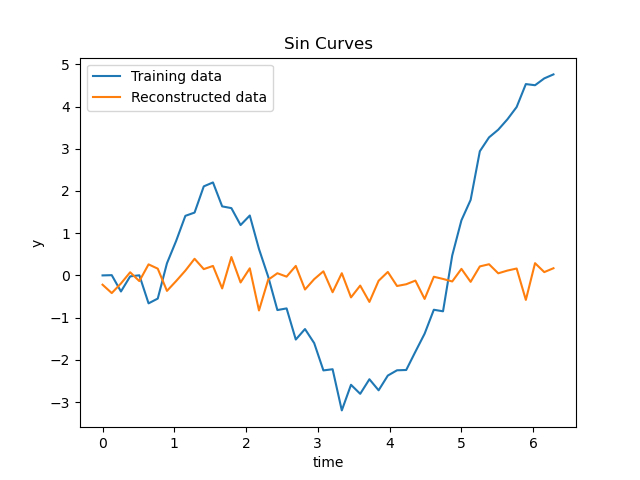 Sin Curves
Training data
Reconstructed data
5
4
3
2
1
0
−1
−2
−3
y
0 1 2 3 4 5 6
time